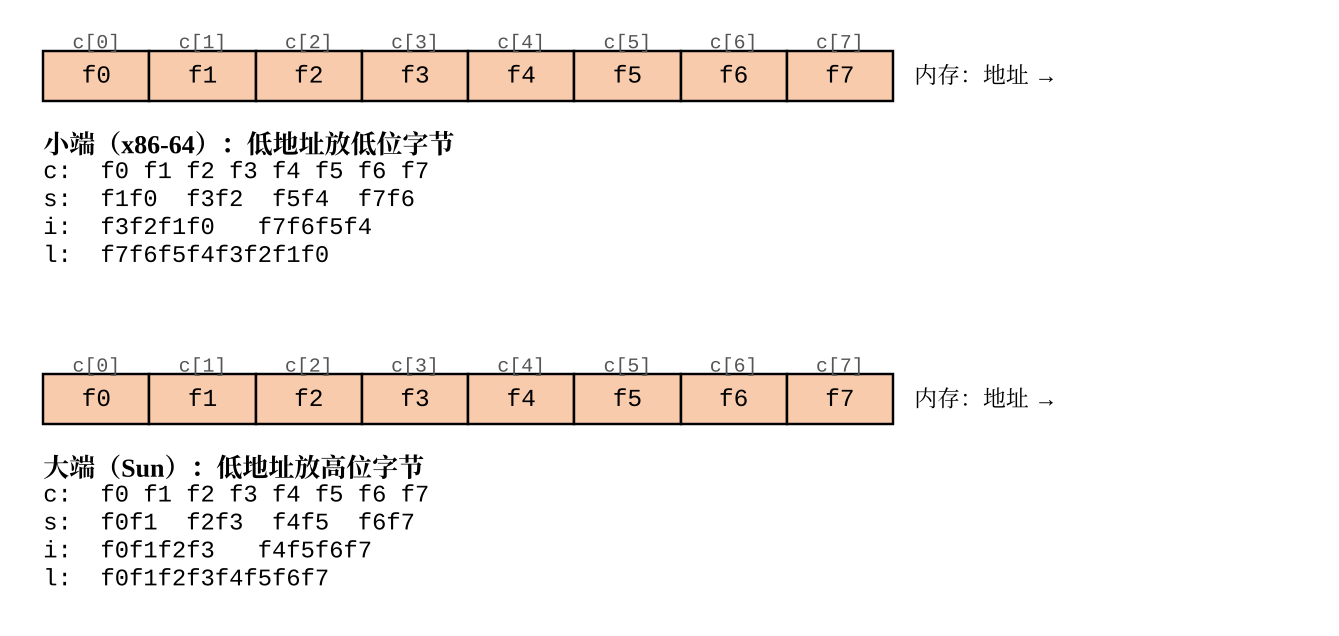 c[0] c[1] c[2] c[3] c[4] c[5] c[6] c[7]
f0 f1 f2 f3 f4 f5 f6 f7 内存：地址 →
小端（x86-64）：低地址放低位字节
c:  f0 f1 f2 f3 f4 f5 f6 f7
s:  f1f0  f3f2  f5f4  f7f6
i:  f3f2f1f0   f7f6f5f4
l:  f7f6f5f4f3f2f1f0
c[0] c[1] c[2] c[3] c[4] c[5] c[6] c[7]
f0 f1 f2 f3 f4 f5 f6 f7 内存：地址 →
大端（Sun）：低地址放高位字节
c:  f0 f1 f2 f3 f4 f5 f6 f7
s:  f0f1  f2f3  f4f5  f6f7
i:  f0f1f2f3   f4f5f6f7
l:  f0f1f2f3f4f5f6f7